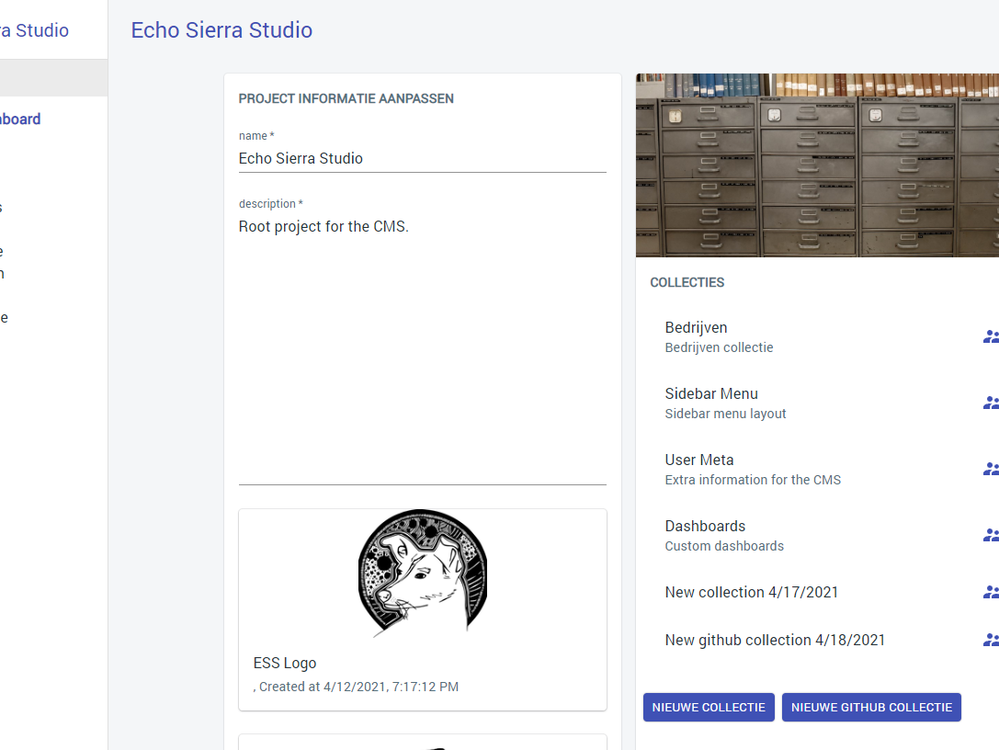 Studio
Echo Sierra Studio
PROJECT INFORMATIE AANPASSEN
name *
Echo Sierra Studio
description *
Root project for the CMS.
ESS Logo
, Created at 4/12/2021, 7:17:12 PM
COLLECTIES
Bedrijven
Bedrijven collectie
Sidebar Menu
Sidebar menu layout
User Meta
Extra information for the CMS
Dashboards
Custom dashboards
New collection 4/17/2021
New github collection 4/18/2021
NIEUWE COLLECTIE
NIEUWE GITHUB COLLECTIE